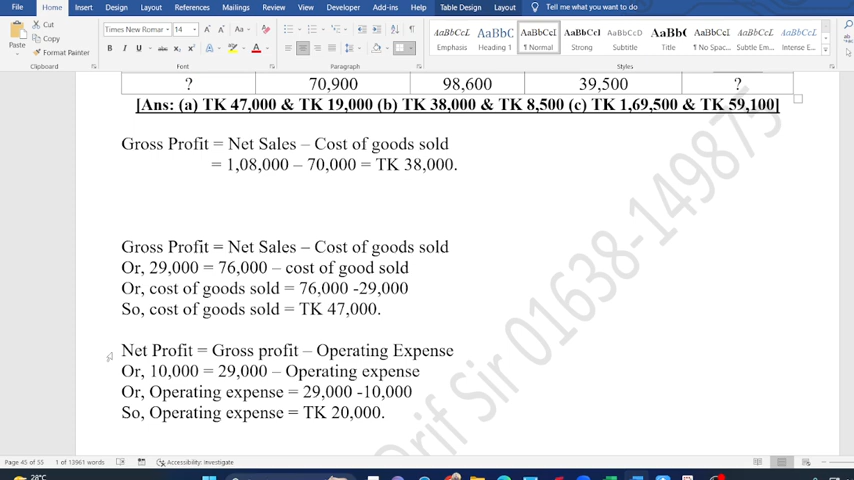 File Home Insert Design Layout References Mailings Review View Developer Add-ins Help Table Design Layout Tell me what you want to do
Cut
Copy
Format Painter
Paste
Clipboard
Times New Romar 14
Font
Paragraph
AaBbCcL AaBbC AaBbCcI AaBbCcl AaBbCcD AaBb( AaBbCcL AaBbCcL AaBbCcL
Emphasis Heading 1 ¶ Normal Strong Subtitle Title ¶ No Spac... Subtle Em... Intense E...
Styles
? 70,900 98,600 39,500 ?
[Ans: (a) TK 47,000 & TK 19,000 (b) TK 38,000 & TK 8,500 (c) TK 1,69,500 & TK 59,100]
Gross Profit = Net Sales – Cost of goods sold
= 1,08,000 – 70,000 = TK 38,000.
Gross Profit = Net Sales – Cost of goods sold
Or, 29,000 = 76,000 – cost of good sold
Or, cost of goods sold = 76,000 -29,000
So, cost of goods sold = TK 47,000.
Net Profit = Gross profit – Operating Expense
Or, 10,000 = 29,000 – Operating expense
Or, Operating expense = 29,000 -10,000
So, Operating expense = TK 20,000.
Sir 01638-149875
Page 45 of 55 1 of 13961 words Accessibility: Investigate
28°C